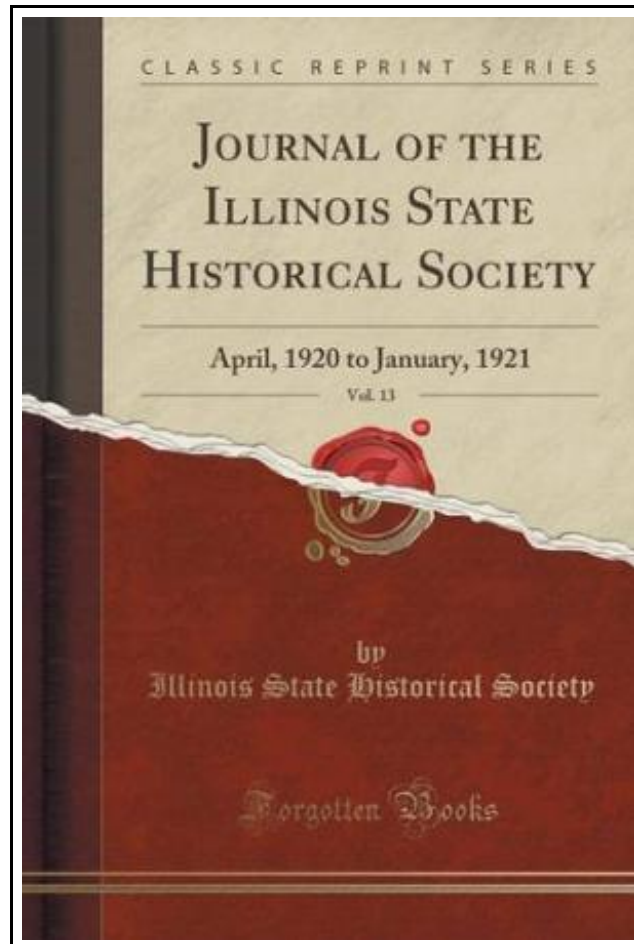 CLASSIC REPRINT SERIES
JOURNAL OF THE
ILLINOIS STATE
HISTORICAL SOCIETY
April, 1920 to January, 1921
Vol. 13
by
Illinois State Historical Society
Forgotten Books